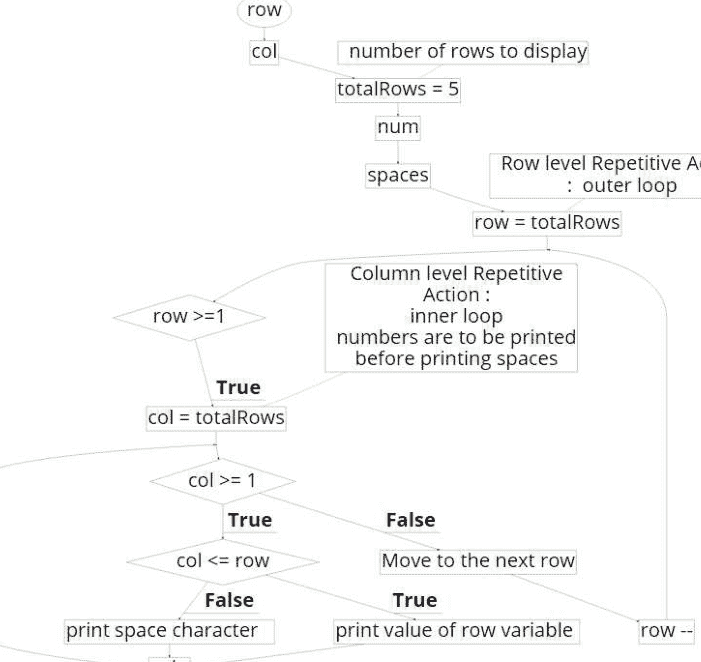 row
col
number of rows to display
totalRows = 5
num
spaces
Row level Repetitive
: outer loop
row = totalRows
Column level Repetitive
Action :
inner loop
numbers are to be printed
before printing spaces
row >=1
True
col = totalRows
col >= 1
True
False
col <= row
Move to the next row
False
True
print space character
print value of row variable
row --